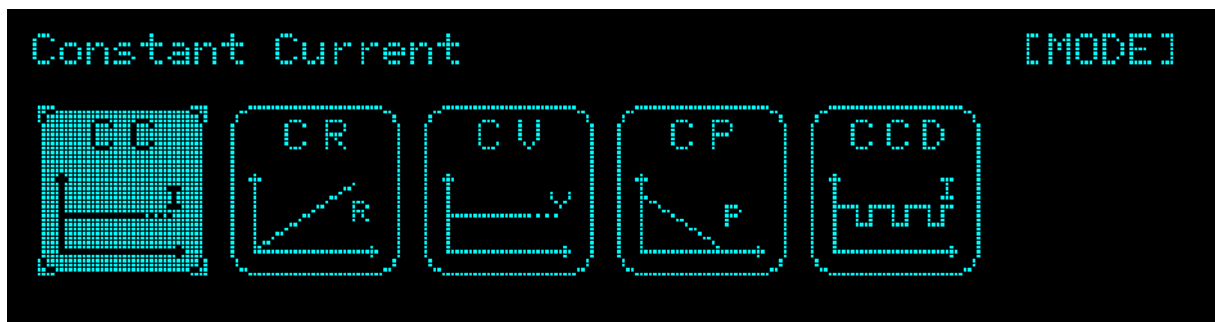 Constant Current [MODE]
CC CR CV CP CCD
I R V P I